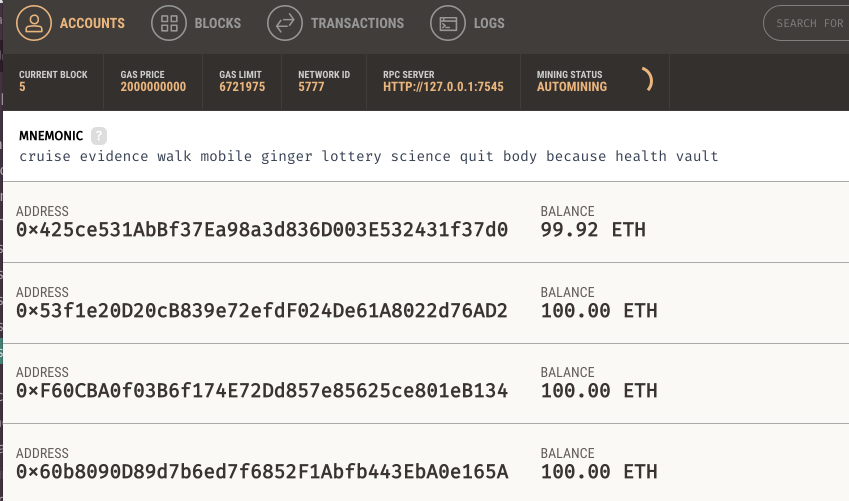 ACCOUNTS BLOCKS TRANSACTIONS LOGS SEARCH FOR
CURRENT BLOCK GAS PRICE GAS LIMIT NETWORK ID RPC SERVER MINING STATUS
5 2000000000 6721975 5777 HTTP://127.0.0.1:7545 AUTOMINING
MNEMONIC ?
cruise evidence walk mobile ginger lottery science quit body because health vault
ADDRESS BALANCE
0×425ce531AbBf37Ea98a3d836D003E532431f37d0 99.92 ETH
ADDRESS BALANCE
0×53f1e20D20cB839e72efdF024De61A8022d76AD2 100.00 ETH
ADDRESS BALANCE
0×F60CBA0f03B6f174E72Dd857e85625ce801eB134 100.00 ETH
ADDRESS BALANCE
0×60b8090D89d7b6ed7f6852F1Abfb443EbA0e165A 100.00 ETH